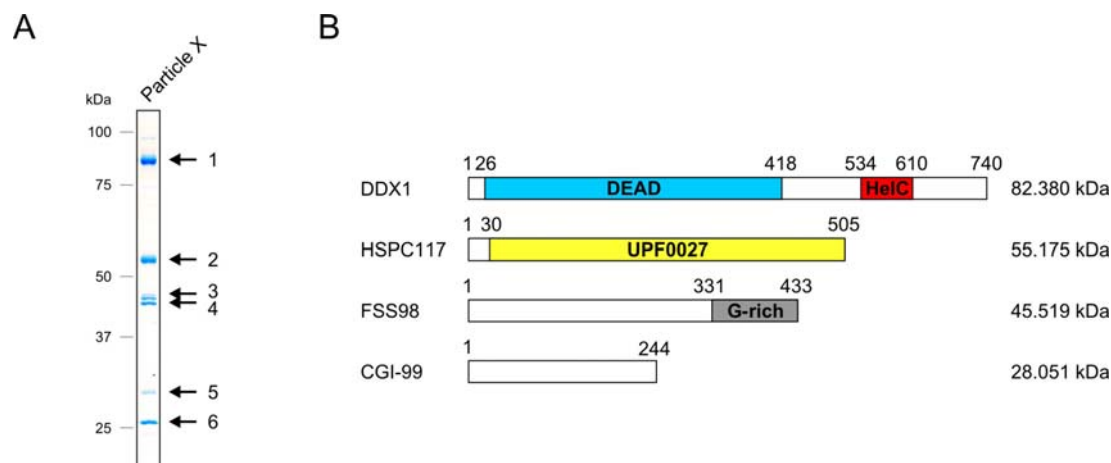 A
Particle X
kDa
100
75
50
37
25
1
2
3
4
5
6
B
1 26 418 534 610 740
DDX1 DEAD HelC 82.380 kDa
1 30 505
HSPC117 UPF0027 55.175 kDa
1 331 433
FSS98 G-rich 45.519 kDa
1 244
CGI-99 28.051 kDa